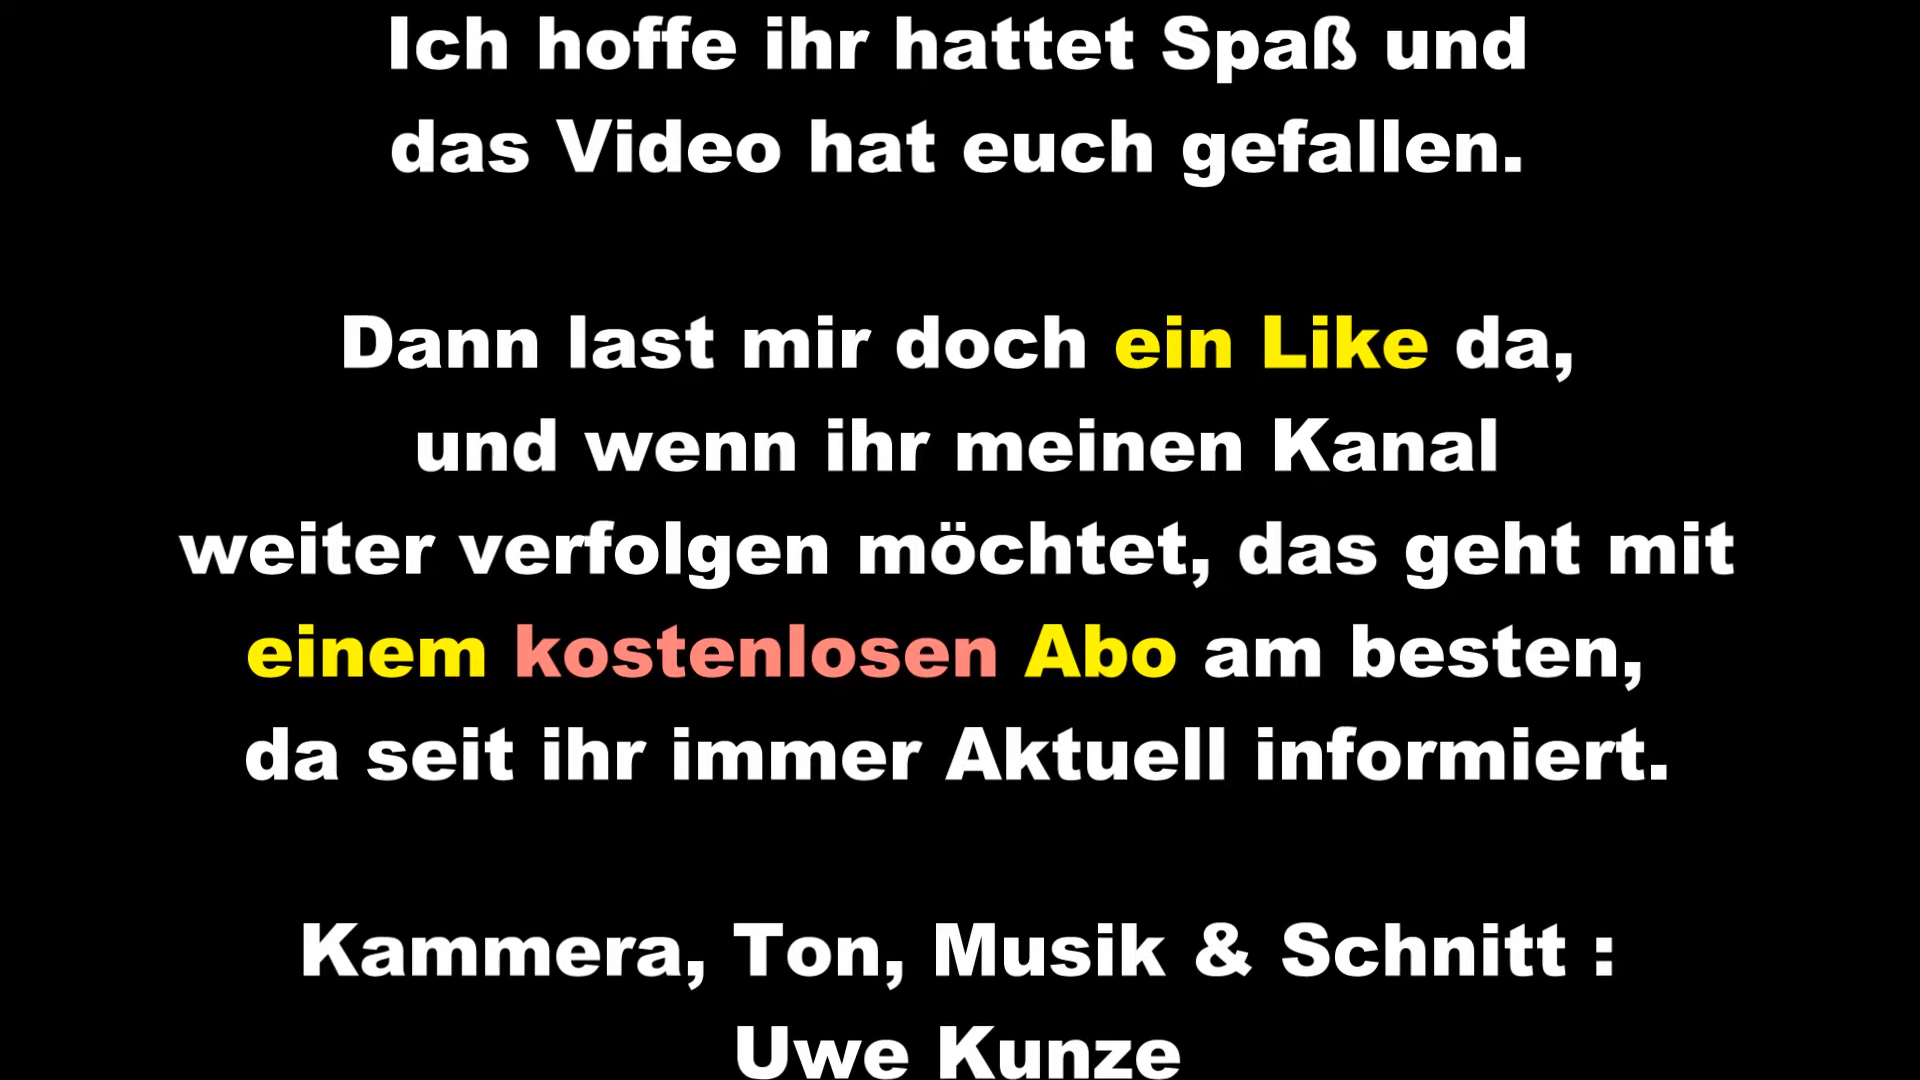 Ich hoffe ihr hattet Spaß und
das Video hat euch gefallen.
Dann last mir doch ein Like da,
und wenn ihr meinen Kanal
weiter verfolgen möchtet, das geht mit
einem kostenlosen Abo am besten,
da seit ihr immer Aktuell informiert.
Kammera, Ton, Musik & Schnitt :
Uwe Kunze